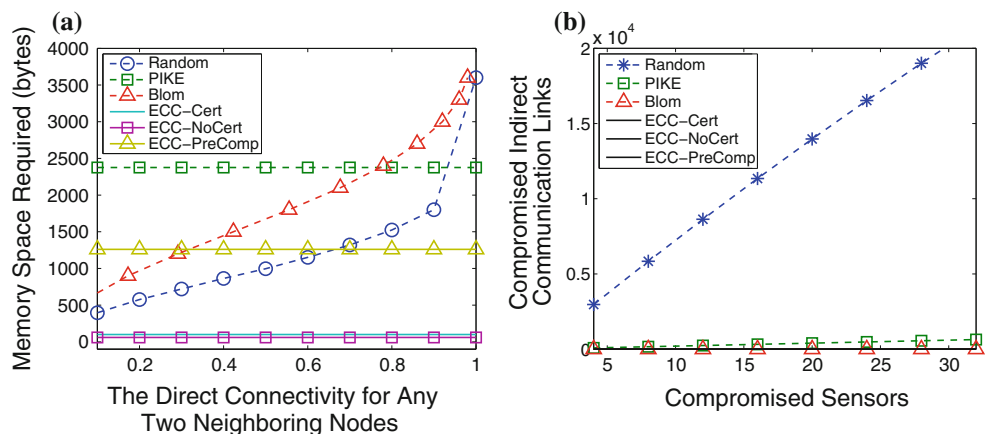 (a)
4000
3500
3000
2500
2000
1500
1000
500
0
Memory Space Required (bytes)
Random
PIKE
Blom
ECC−Cert
ECC−NoCert
ECC−PreComp
0.2
0.4
0.6
0.8
1
The Direct Connectivity for Any
Two Neighboring Nodes
(b)
x 10^4
2
1.5
1
0.5
0
Compromised Indirect
Communication Links
Random
PIKE
Blom
ECC−Cert
ECC−NoCert
ECC−PreComp
5
10
15
20
25
30
Compromised Sensors